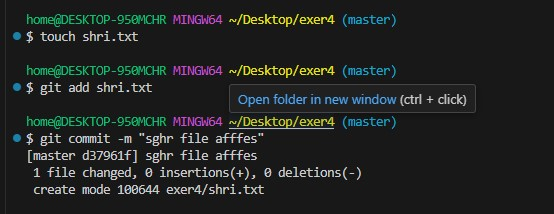 home@DESKTOP-950MCHR MINGW64 ~/Desktop/exer4 (master)
$ touch shri.txt
home@DESKTOP-950MCHR MINGW64 ~/Desktop/exer4 (master)
$ git add shri.txt
Open folder in new window (ctrl + click)
home@DESKTOP-950MCHR MINGW64 ~/Desktop/exer4 (master)
$ git commit -m "sghr file afffes"
[master d37961f] sghr file afffes
1 file changed, 0 insertions(+), 0 deletions(-)
create mode 100644 exer4/shri.txt